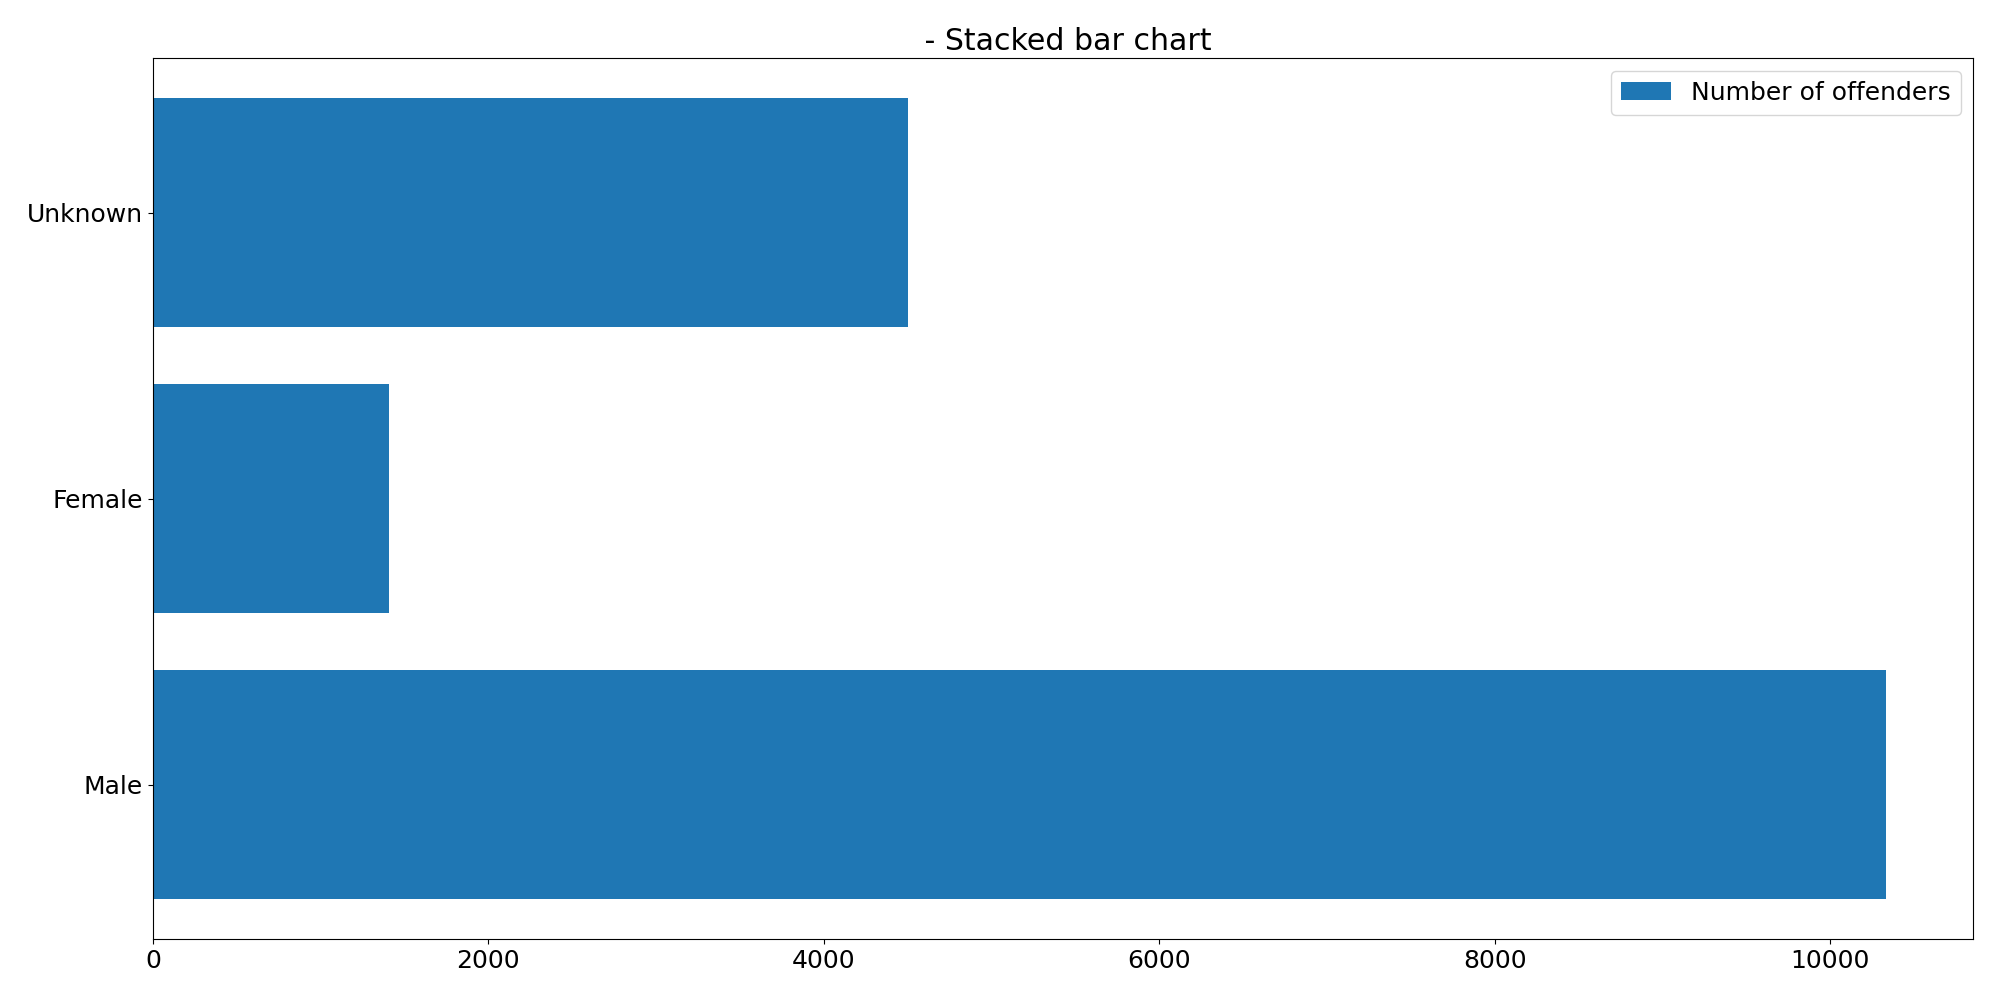 - Stacked bar chart
Number of offenders
Unknown
Female
Male
0 2000 4000 6000 8000 10000